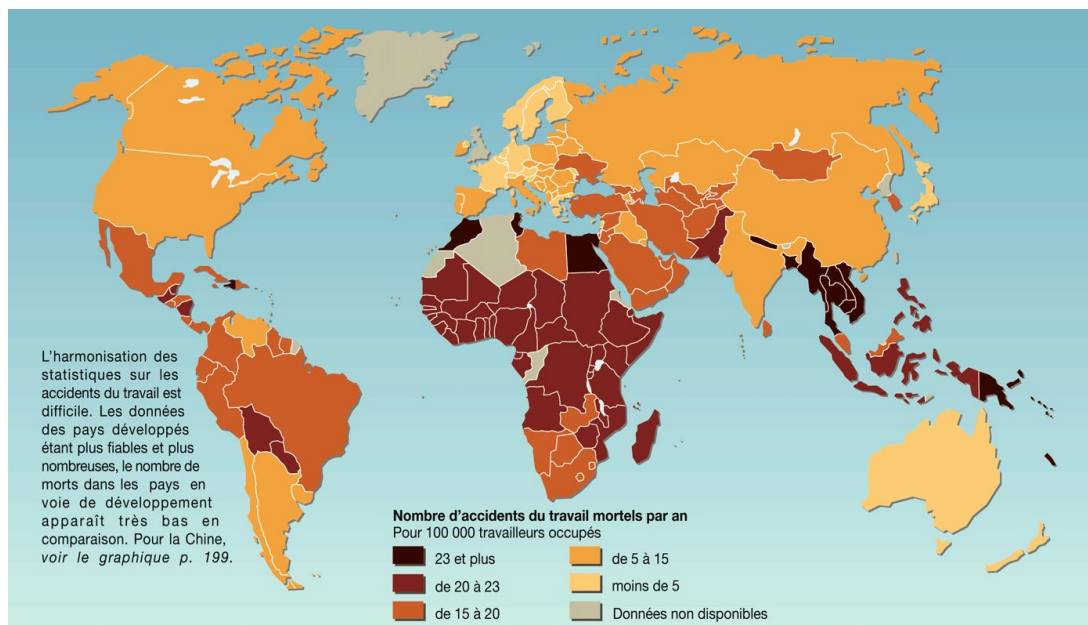 L'harmonisation des
statistiques sur les
accidents du travail est
difficile. Les données
des pays développés
étant plus fiables et plus
nombreuses, le nombre de
morts dans les pays en
voie de développement
apparaît très bas en
comparaison. Pour la Chine,
voir le graphique p. 199.
Nombre d'accidents du travail mortels par an
Pour 100 000 travailleurs occupés
23 et plus
de 20 à 23
de 15 à 20
de 5 à 15
moins de 5
Données non disponibles